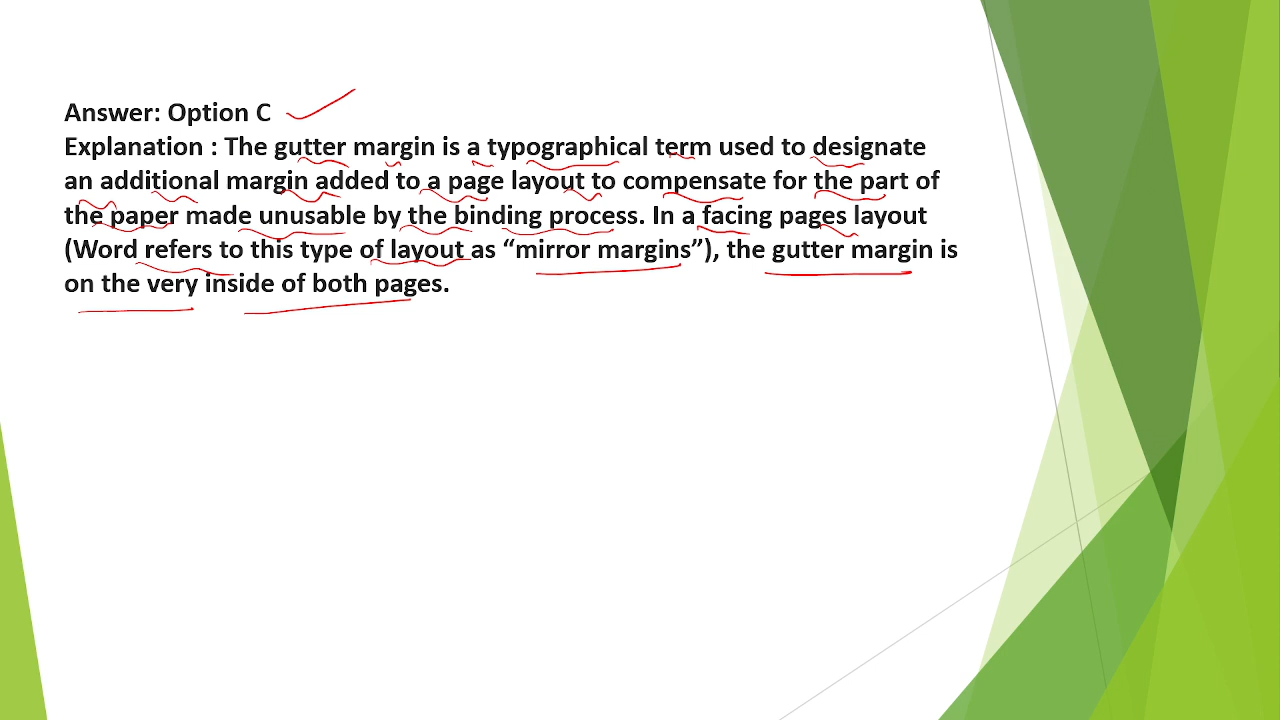 Answer: Option C
Explanation : The gutter margin is a typographical term used to designate
an additional margin added to a page layout to compensate for the part of
the paper made unusable by the binding process. In a facing pages layout
(Word refers to this type of layout as “mirror margins”), the gutter margin is
on the very inside of both pages.